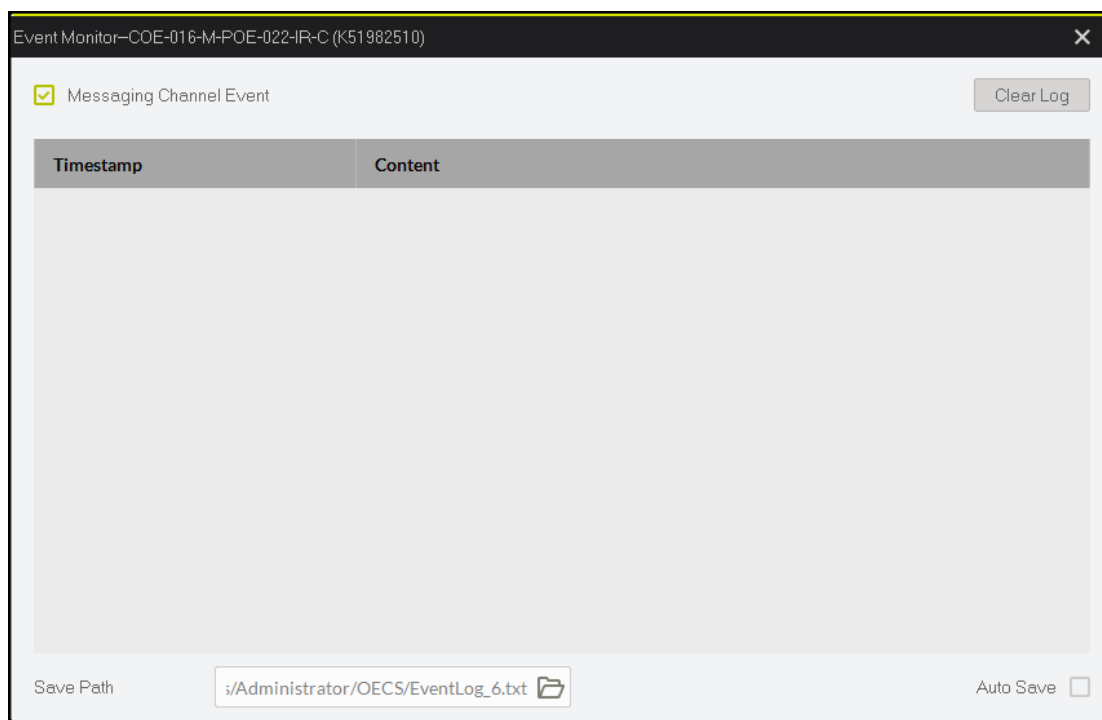 Event Monitor—COE-016-M-POE-022-IR-C (K51982510)
Messaging Channel Event
Clear Log
Timestamp Content
Save Path s/Administrator/OECS/EventLog_6.txt Auto Save